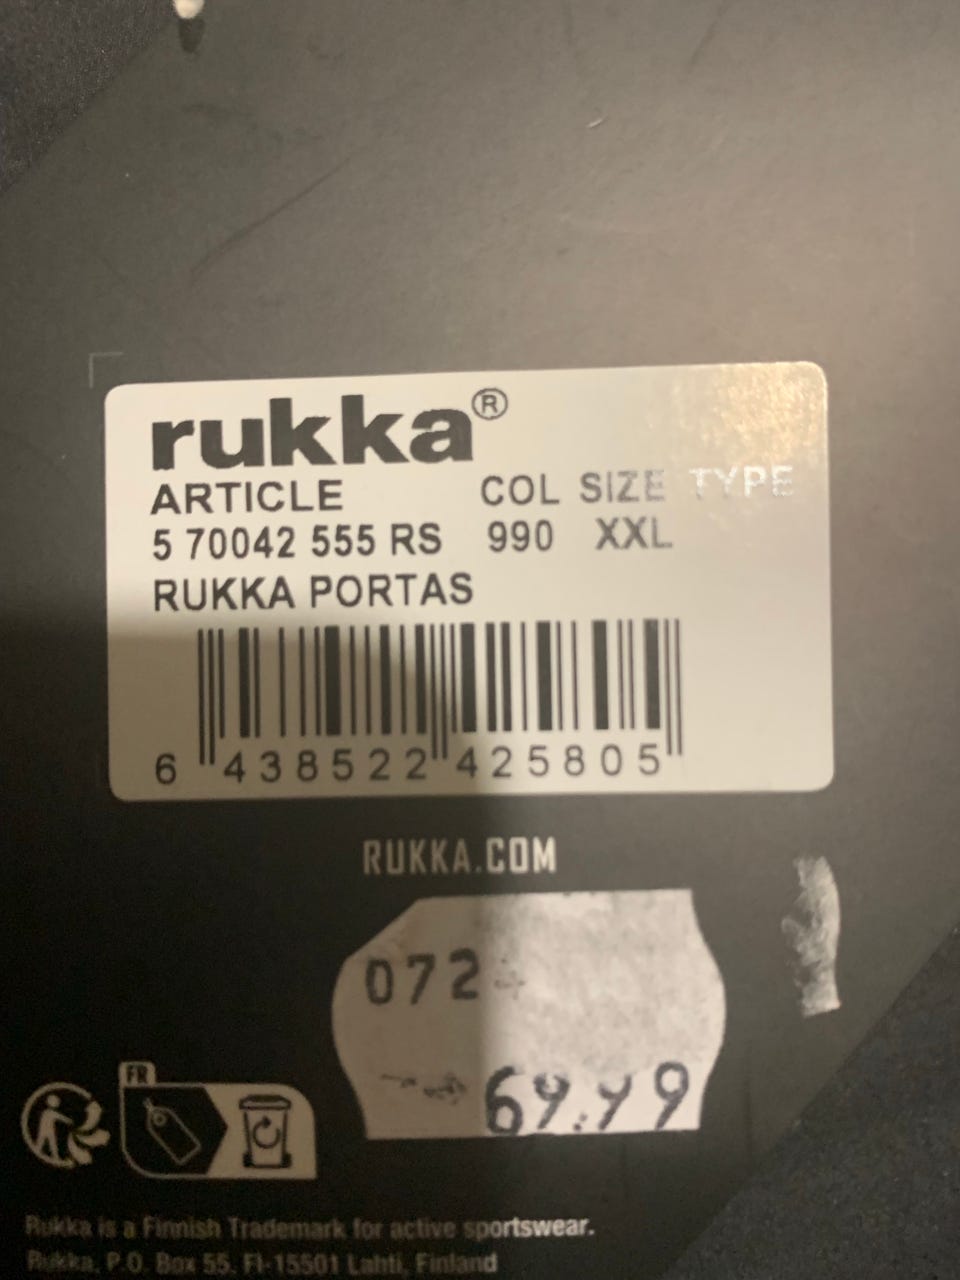 rukka®
ARTICLE COL SIZE TYPE
5 70042 555 RS 990 XXL
RUKKA PORTAS
6 438522 425805
RUKKA.COM
072
69.99
FR
Rukka is a Finnish Trademark for active sportswear.
Rukka, P.O. Box 55, FI-15501 Lahti, Finland